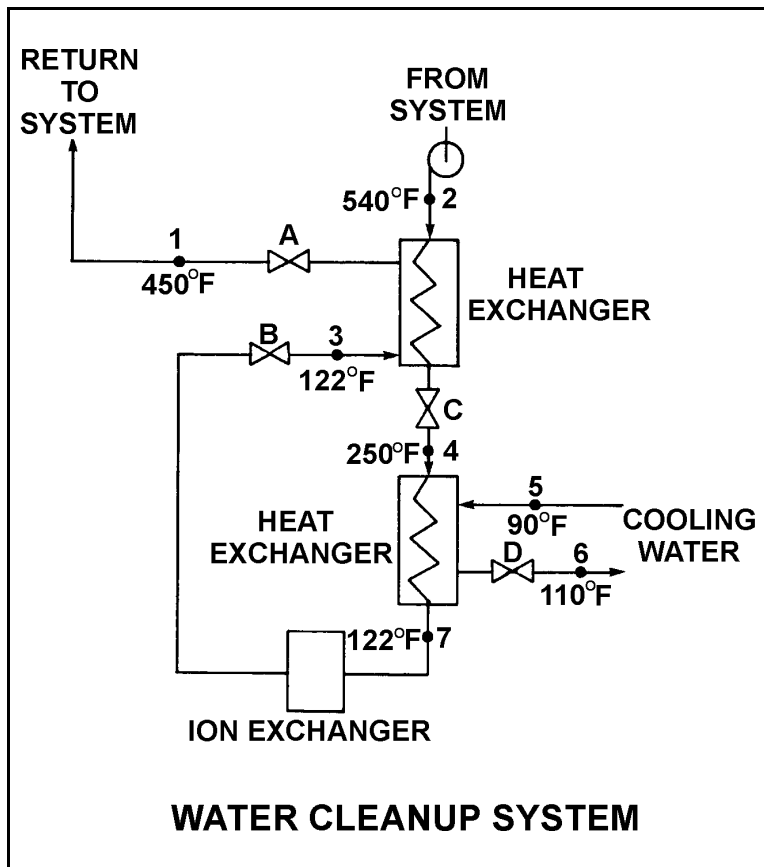 RETURN
TO
SYSTEM
FROM
SYSTEM
540°F 2
1
A
450°F
HEAT
EXCHANGER
B
3
122°F
C
250°F 4
HEAT
EXCHANGER
5
90°F
COOLING
WATER
D
6
110°F
122°F 7
ION EXCHANGER
WATER CLEANUP SYSTEM